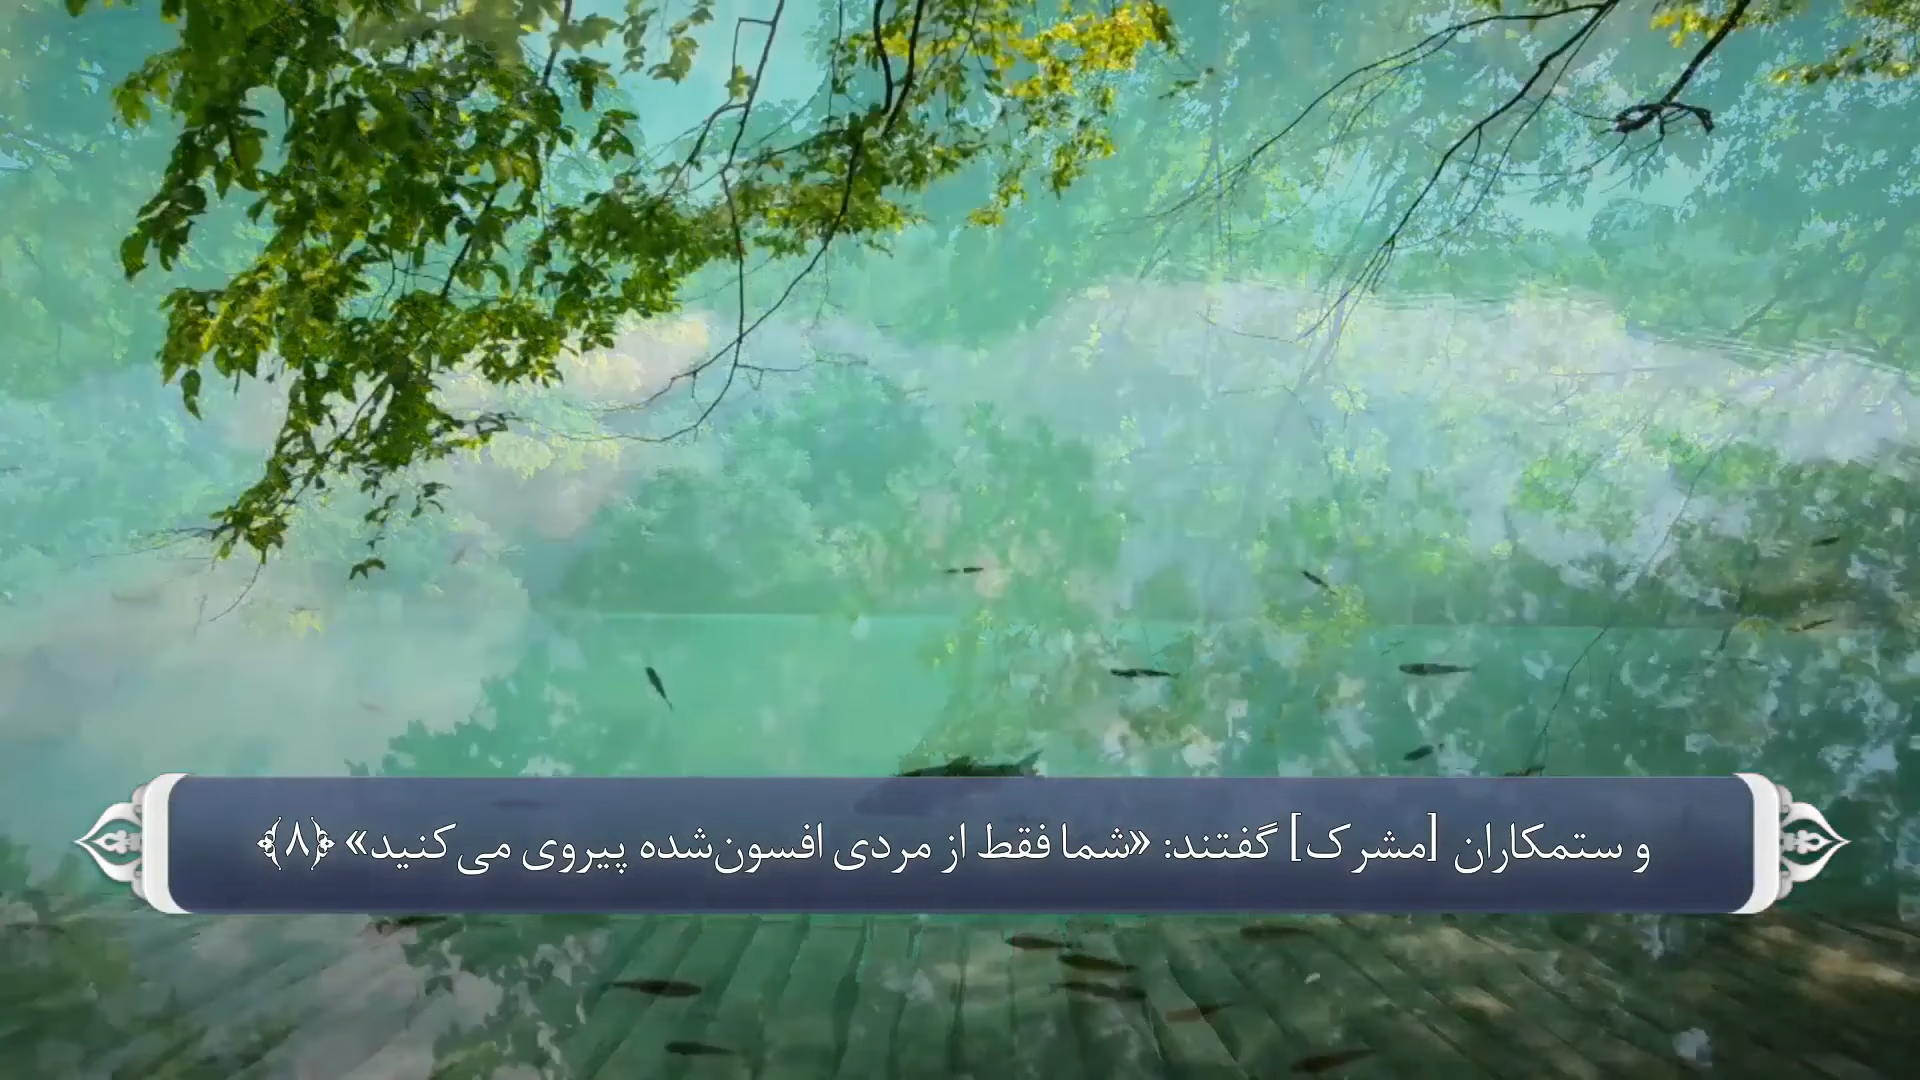 و ستمکاران [مشرک] گفتند: «شما فقط از مردی افسون‌شده پیروی می‌کنید» ﴿۸﴾